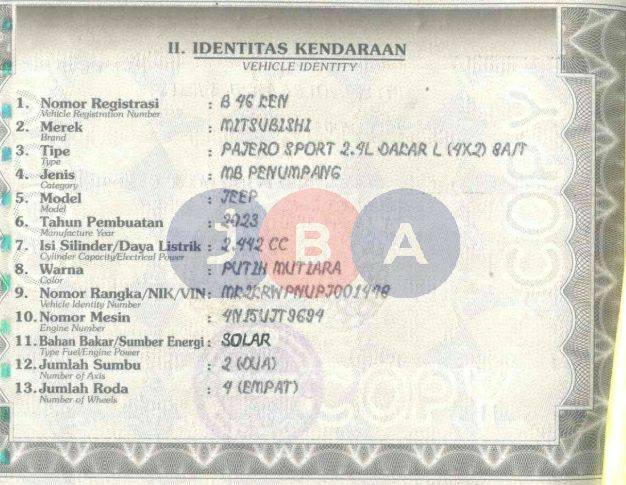 II. IDENTITAS KENDARAAN
VEHICLE IDENTITY
1. Nomor Registrasi : B 46 LEN
Vehicle Registration Number
2. Merek : MITSUBISHI
Brand
3. Tipe : PAJERO SPORT 2.4L DAKAR L (4X2) 8A/T
Type
4. Jenis : MB PENUMPANG
Category
5. Model : JEEP
Model
6. Tahun Pembuatan : 2023
Manufacture Year
7. Isi Silinder/Daya Listrik : 2.442 CC
Cylinder Capacity/Electrical Power
8. Warna : PUTIH MUTIARA
Color
9. Nomor Rangka/NIK/VIN :
Vehicle Identity Number
10. Nomor Mesin : 4N15UJT9694
Engine Number
11. Bahan Bakar/Sumber Energi : SOLAR
Type Fuel/Engine Power
12. Jumlah Sumbu : 2 (DUA)
Number of Axis
13. Jumlah Roda : 4 (EMPAT)
Number of Wheels
JBA
COPY
COPY